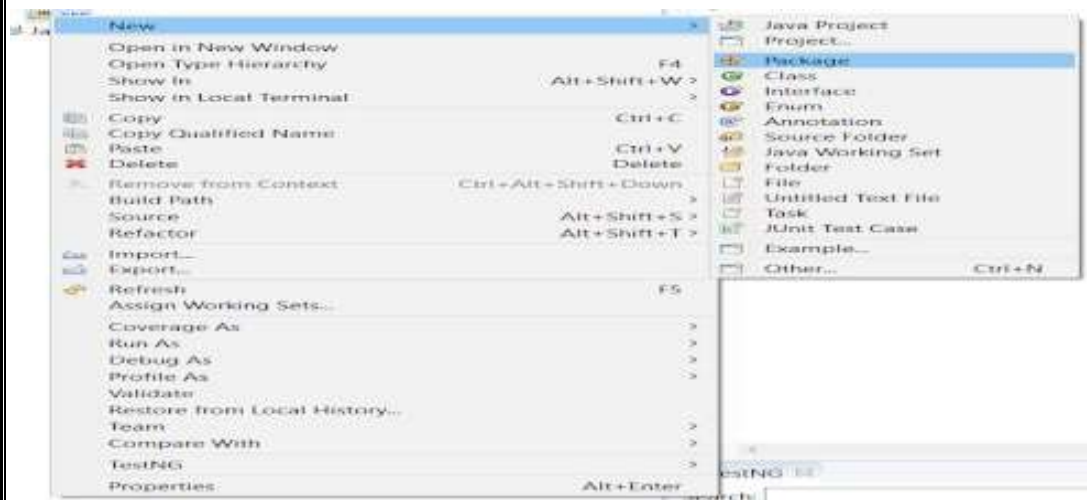 New
Open in New Window
Open Type Hierarchy F4
Show In Alt+Shift+W >
Show in Local Terminal >
Copy Ctrl+C
Copy Qualified Name
Paste Ctrl+V
Delete Delete
Remove from Context Ctrl+Alt+Shift+Down
Build Path >
Source Alt+Shift+S >
Refactor Alt+Shift+T >
Import...
Export...
Refresh F5
Assign Working Sets...
Coverage As >
Run As >
Debug As >
Profile As >
Validate
Restore from Local History...
Team >
Compare With >
TestNG >
Properties Alt+Enter
Java Project
Project...
Package
Class
Interface
Enum
Annotation
Source Folder
Java Working Set
Folder
File
Untitled Text File
Task
JUnit Test Case
Example...
Other... Ctrl+N
estNG
Search: